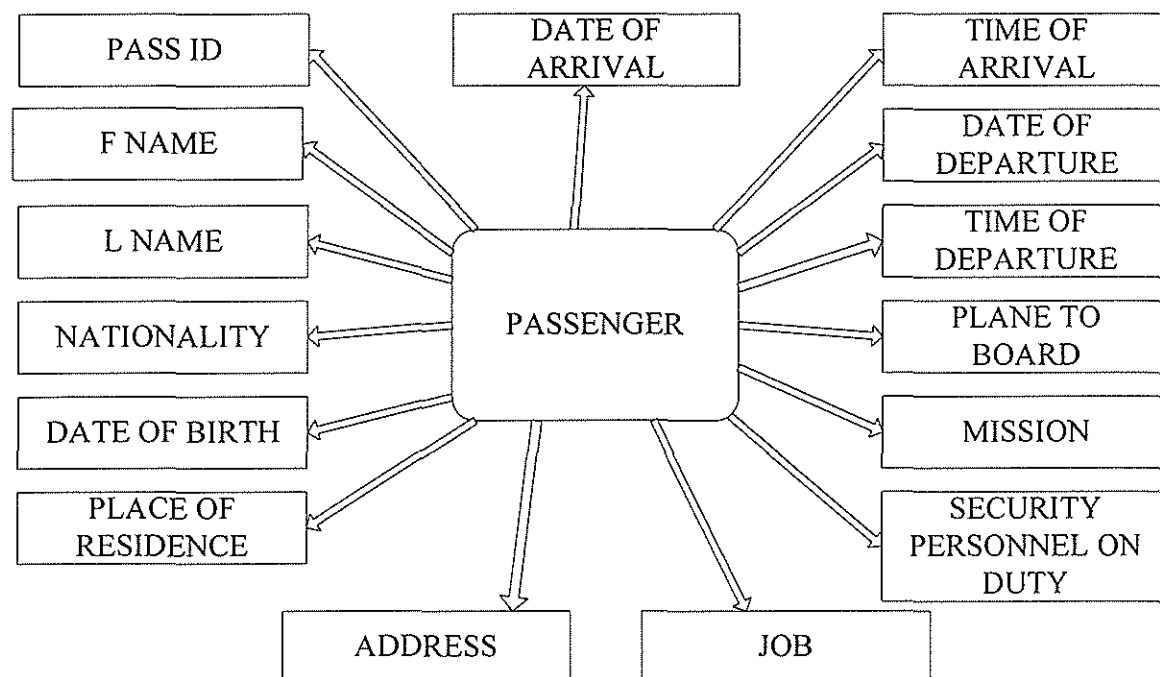 PASS ID
DATE OF
ARRIVAL
TIME OF
ARRIVAL
F NAME
DATE OF
DEPARTURE
L NAME
TIME OF
DEPARTURE
NATIONALITY
PASSENGER
PLANE TO
BOARD
DATE OF BIRTH
MISSION
PLACE OF
RESIDENCE
SECURITY
PERSONNEL ON
DUTY
ADDRESS
JOB